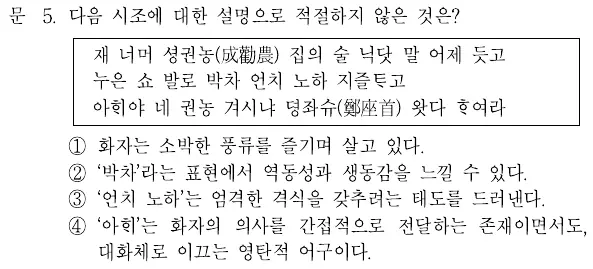 문 5. 다음 시조에 대한 설명으로 적절하지 않은 것은?
재 너머 셩권농(成勸農) 집의 술 닉닷 말 어제 듯고
누은 쇼 발로 박차 언치 노하 지즐ᄐᆞ고
아ᄒᆡ야 네 권농 겨시냐 뎡좌슈(鄭座首) 왓다 ᄒᆞ여라
① 화자는 소박한 풍류를 즐기며 살고 있다.
② ‘박차’라는 표현에서 역동성과 생동감을 느낄 수 있다.
③ ‘언치 노하’는 엄격한 격식을 갖추려는 태도를 드러낸다.
④ ‘아ᄒᆡ’는 화자의 의사를 간접적으로 전달하는 존재이면서도,
대화체로 이끄는 영탄적 어구이다.